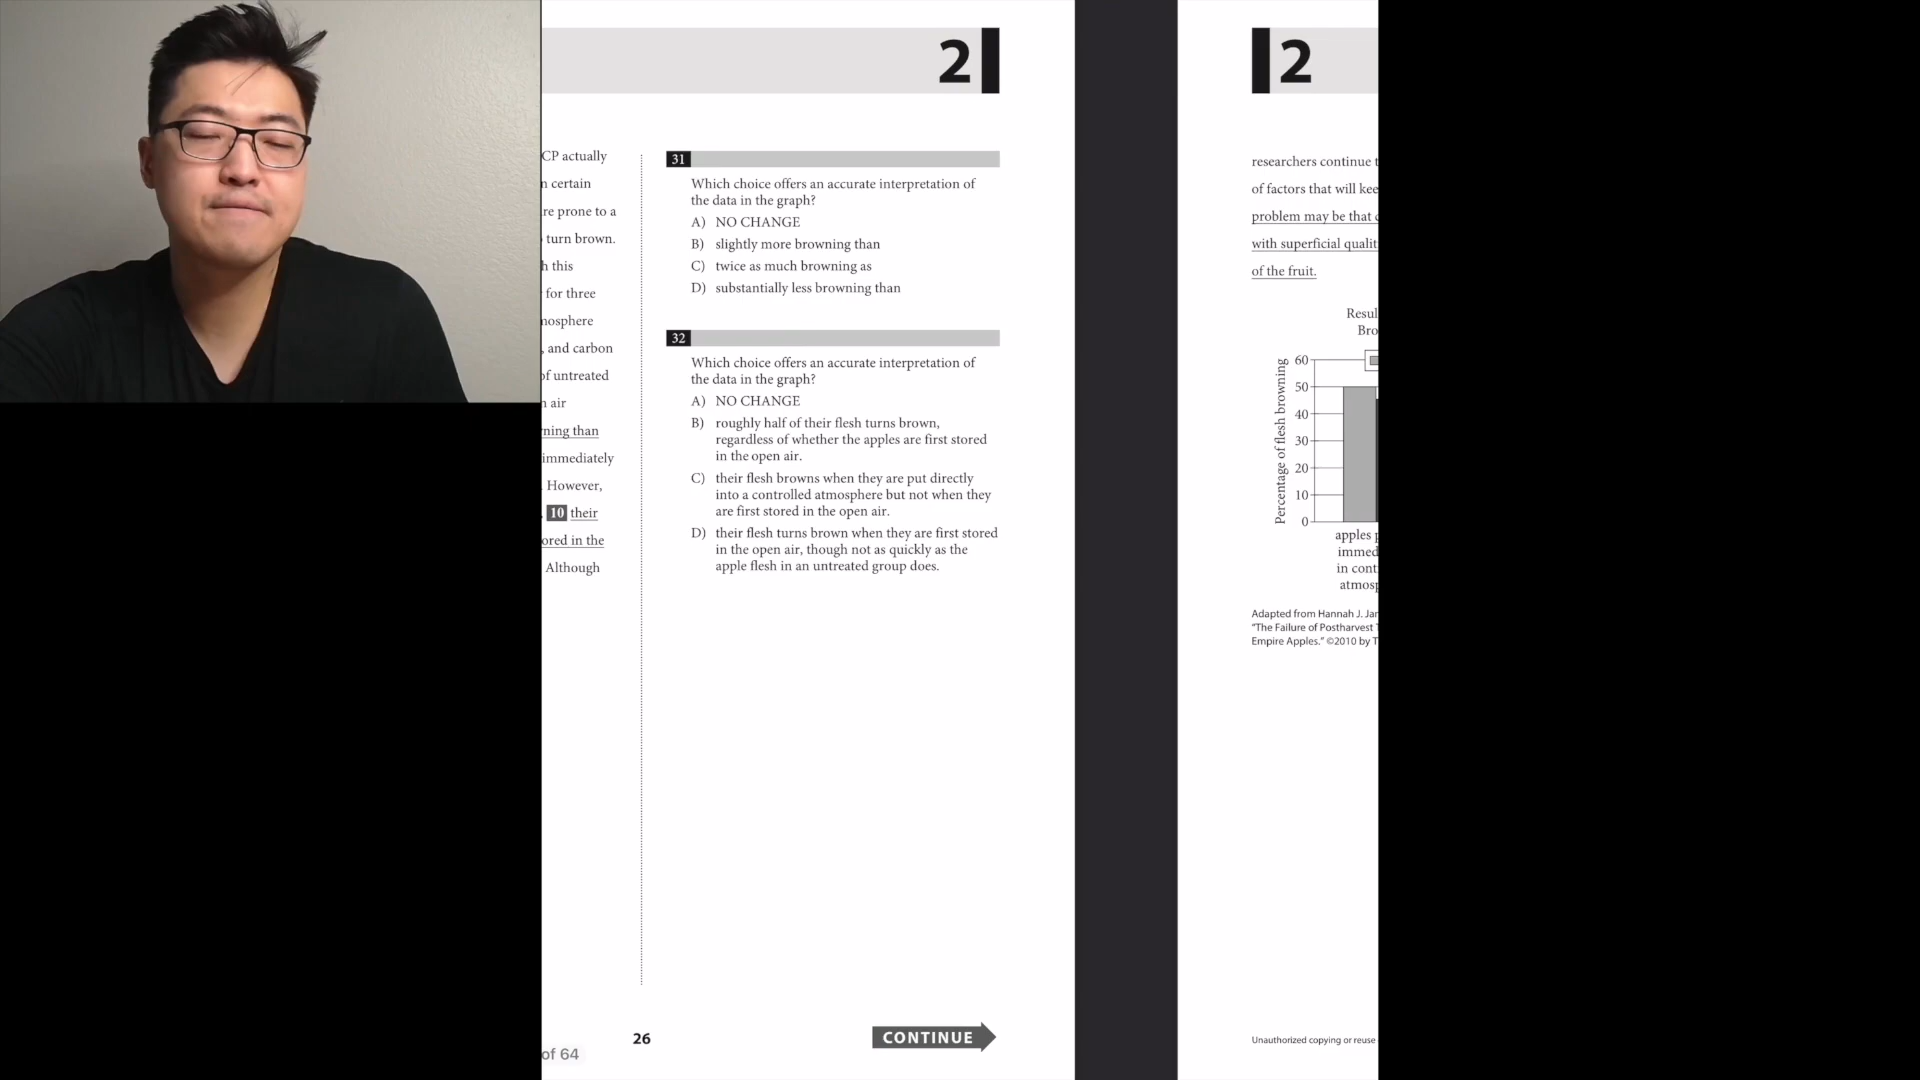 2
CP actually
n certain
re prone to a
turn brown.
h this
for three
nosphere
, and carbon
of untreated
n air
ning than
immediately
However,
10 their
ored in the
Although
31
Which choice offers an accurate interpretation of
the data in the graph?
A) NO CHANGE
B) slightly more browning than
C) twice as much browning as
D) substantially less browning than
32
Which choice offers an accurate interpretation of
the data in the graph?
A) NO CHANGE
B) roughly half of their flesh turns brown,
regardless of whether the apples are first stored
in the open air.
C) their flesh browns when they are put directly
into a controlled atmosphere but not when they
are first stored in the open air.
D) their flesh turns brown when they are first stored
in the open air, though not as quickly as the
apple flesh in an untreated group does.
26
CONTINUE
of 64
2
researchers continue t
of factors that will kee
problem may be that c
with superficial qualit
of the fruit.
Resul
Bro
Percentage of flesh browning
60
50
40
30
20
10
0
apples p
immed
in cont
atmosp
Adapted from Hannah J. Jar
"The Failure of Postharvest T
Empire Apples." ©2010 by T
Unauthorized copying or reuse